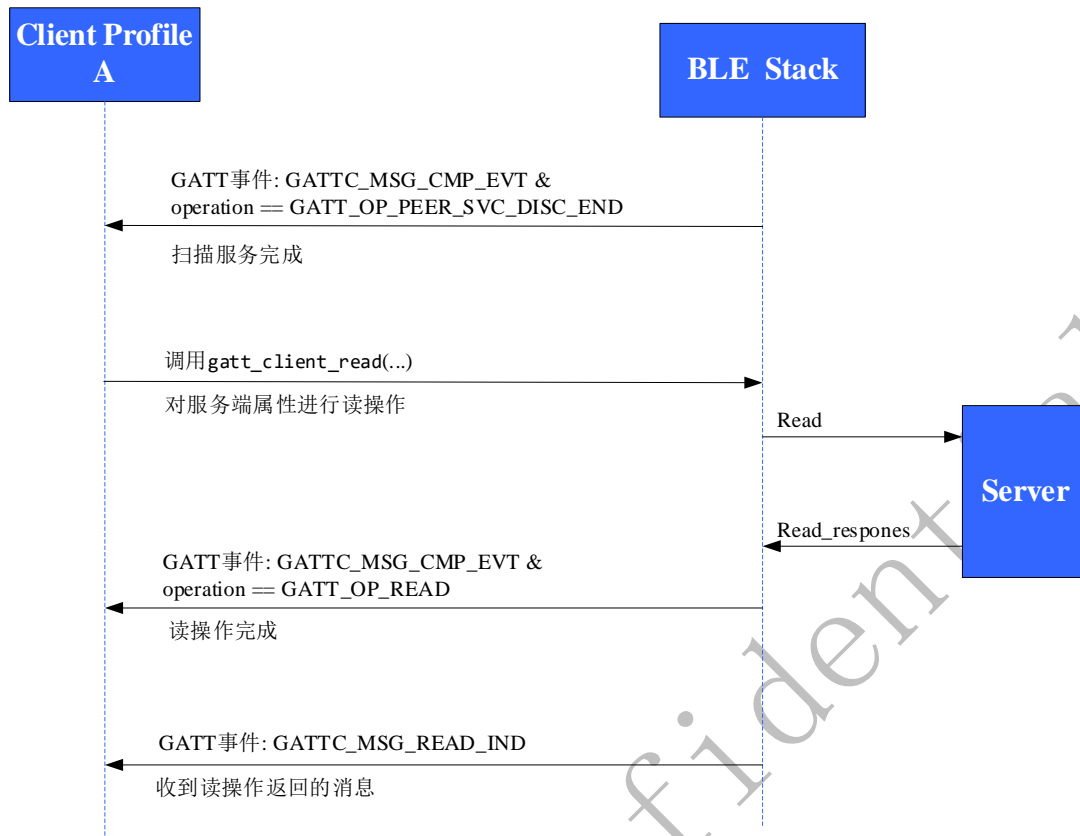 Client Profile
A
BLE Stack
GATT事件: GATTC_MSG_CMP_EVT &
operation == GATT_OP_PEER_SVC_DISC_END
扫描服务完成
调用gatt_client_read(...)
对服务端属性进行读操作
Read
Server
Read_respones
GATT事件: GATTC_MSG_CMP_EVT &
operation == GATT_OP_READ
读操作完成
GATT事件: GATTC_MSG_READ_IND
收到读操作返回的消息
fident